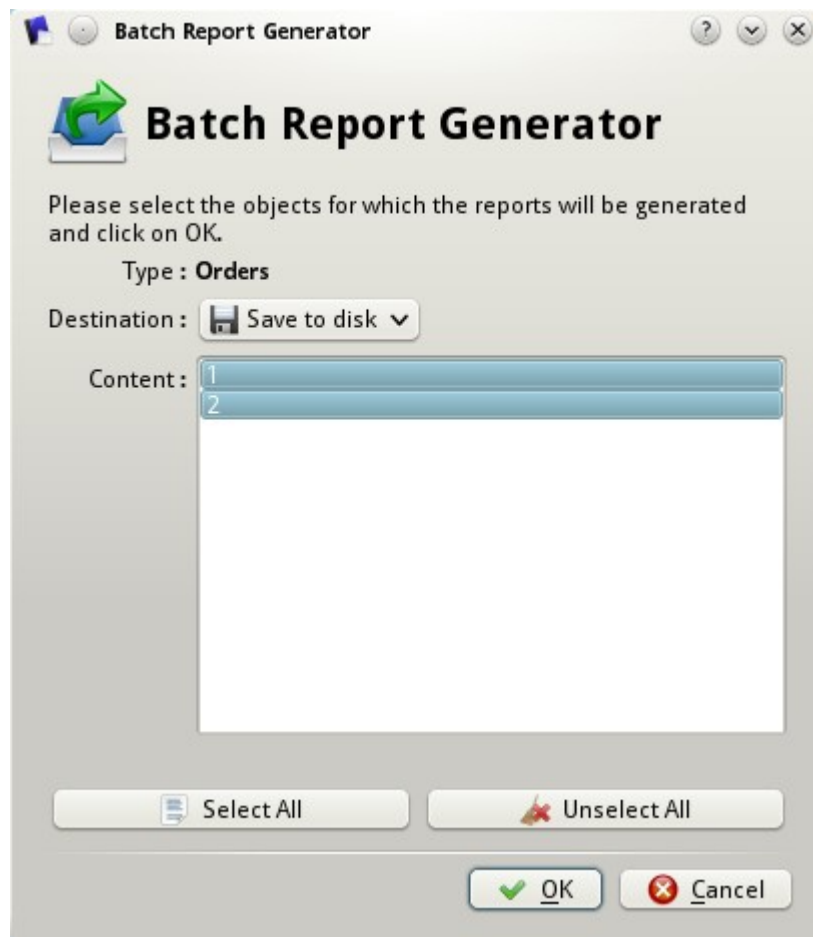 Batch Report Generator
Batch Report Generator
Please select the objects for which the reports will be generated
and click on OK.
Type : Orders
Destination : Save to disk
Content : 1
2
Select All Unselect All
OK Cancel